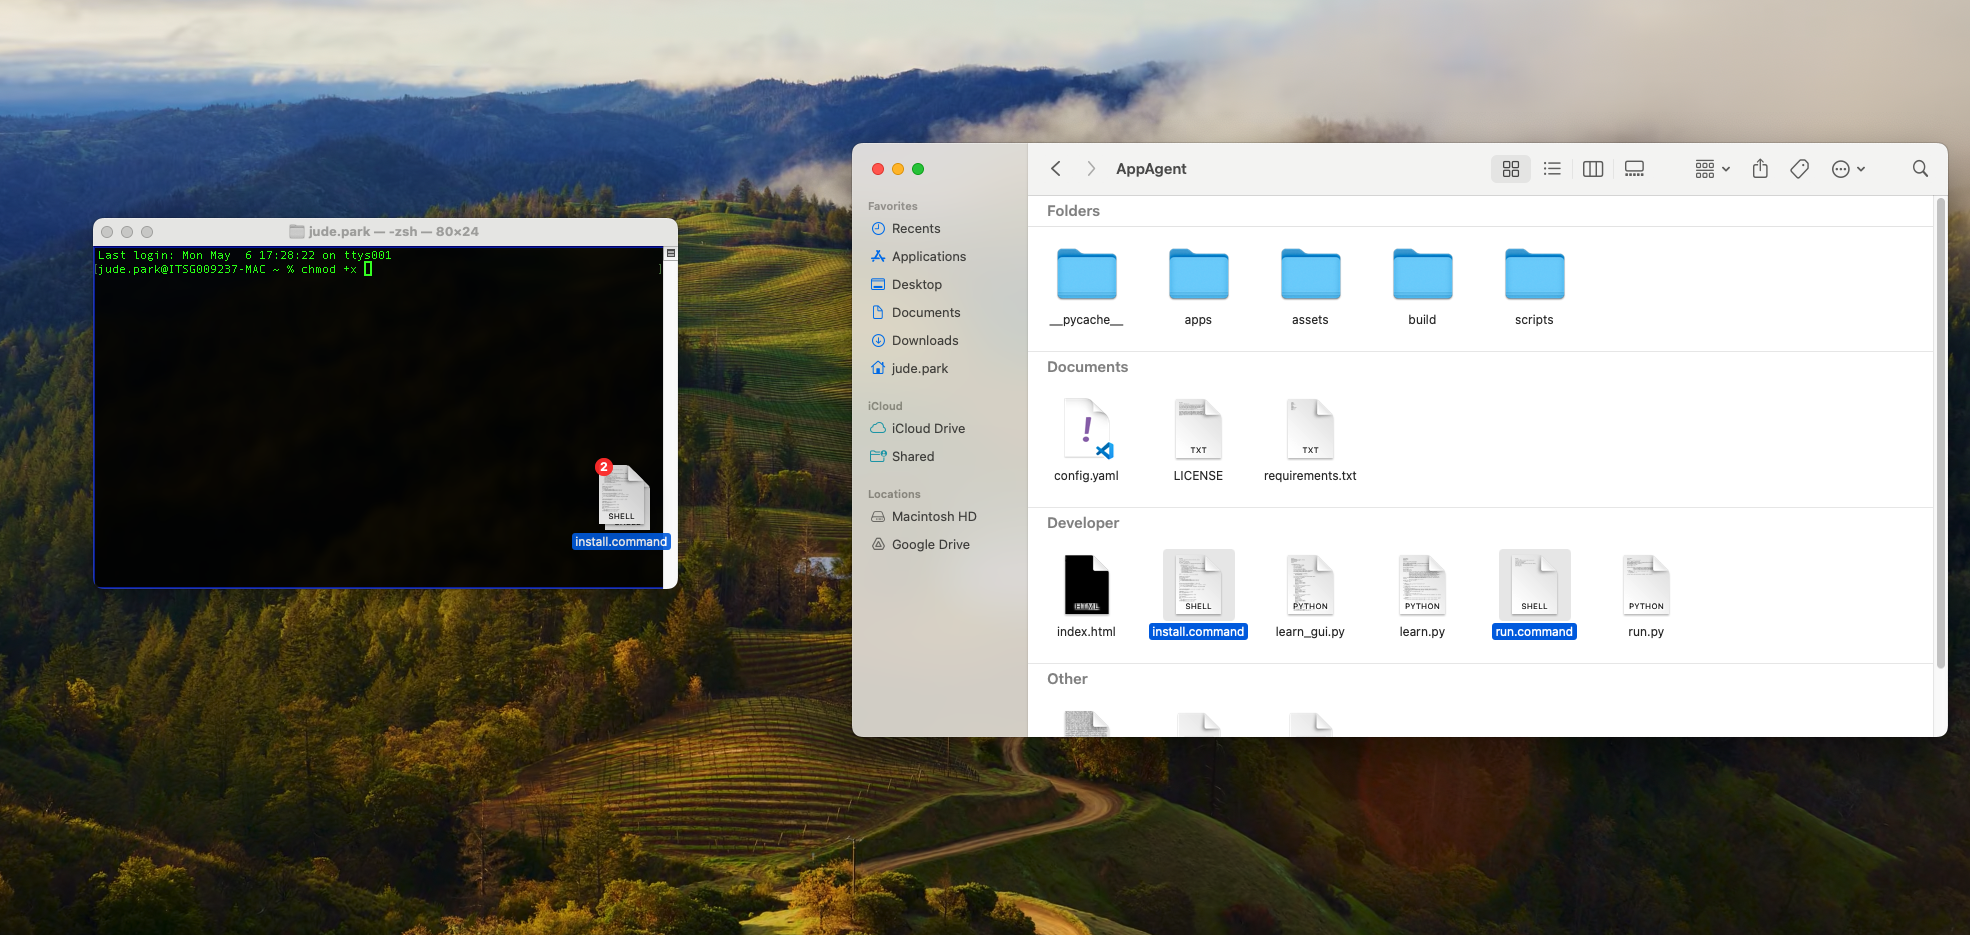 jude.park — -zsh — 80×24
Last login: Mon May  6 17:28:22 on ttys001
[jude.park@ITSG009237-MAC ~ % chmod +x ]
2
SHELL
install.command
AppAgent
Favorites
Recents
Applications
Desktop
Documents
Downloads
jude.park
iCloud
iCloud Drive
Shared
Locations
Macintosh HD
Google Drive
Folders
__pycache__ apps assets build scripts
Documents
! TXT TXT
config.yaml LICENSE requirements.txt
Developer
HTML SHELL PYTHON PYTHON SHELL PYTHON
index.html install.command learn_gui.py learn.py run.command run.py
Other